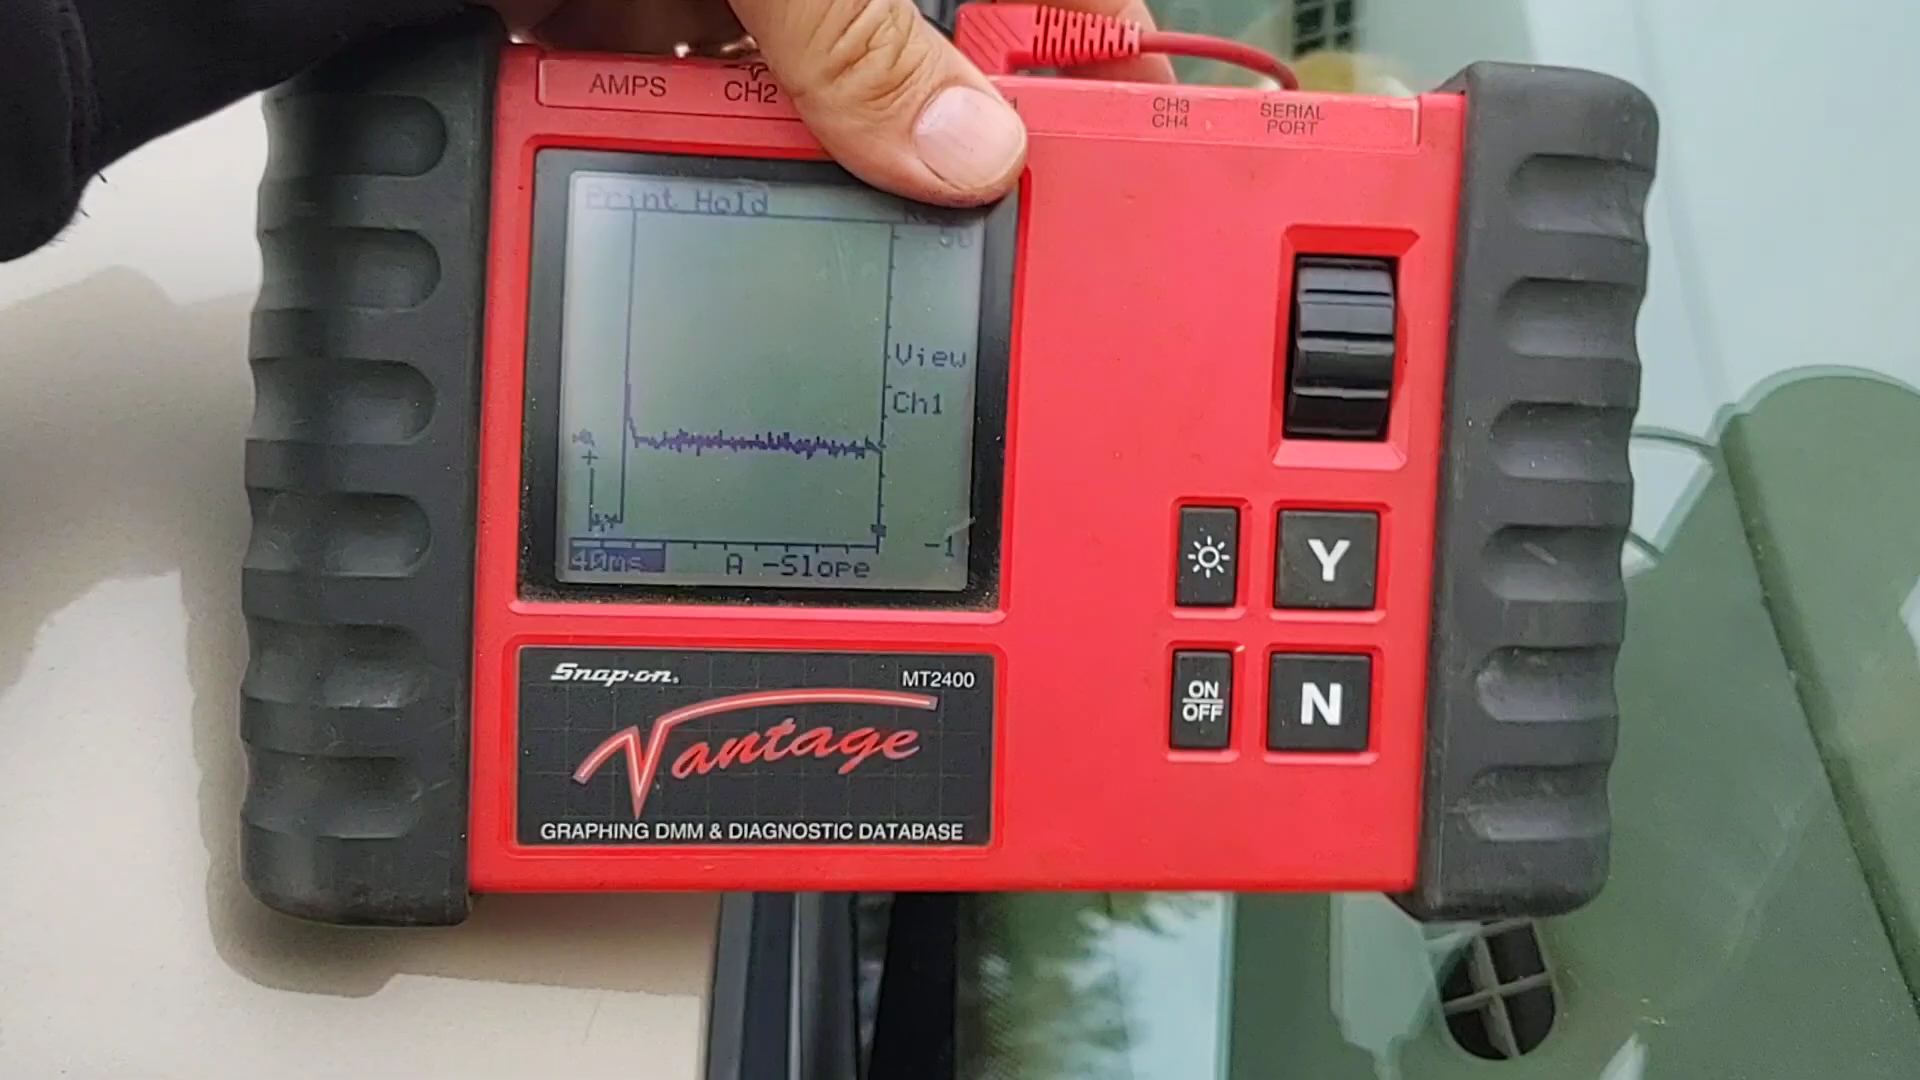 AMPS
CH2
CH3
CH4
SERIAL
PORT
Print Hold
50
View
Ch1
-1
40ms
A -Slope
Snap-on
MT2400
Vantage
GRAPHING DMM & DIAGNOSTIC DATABASE
Y
ON
OFF
N